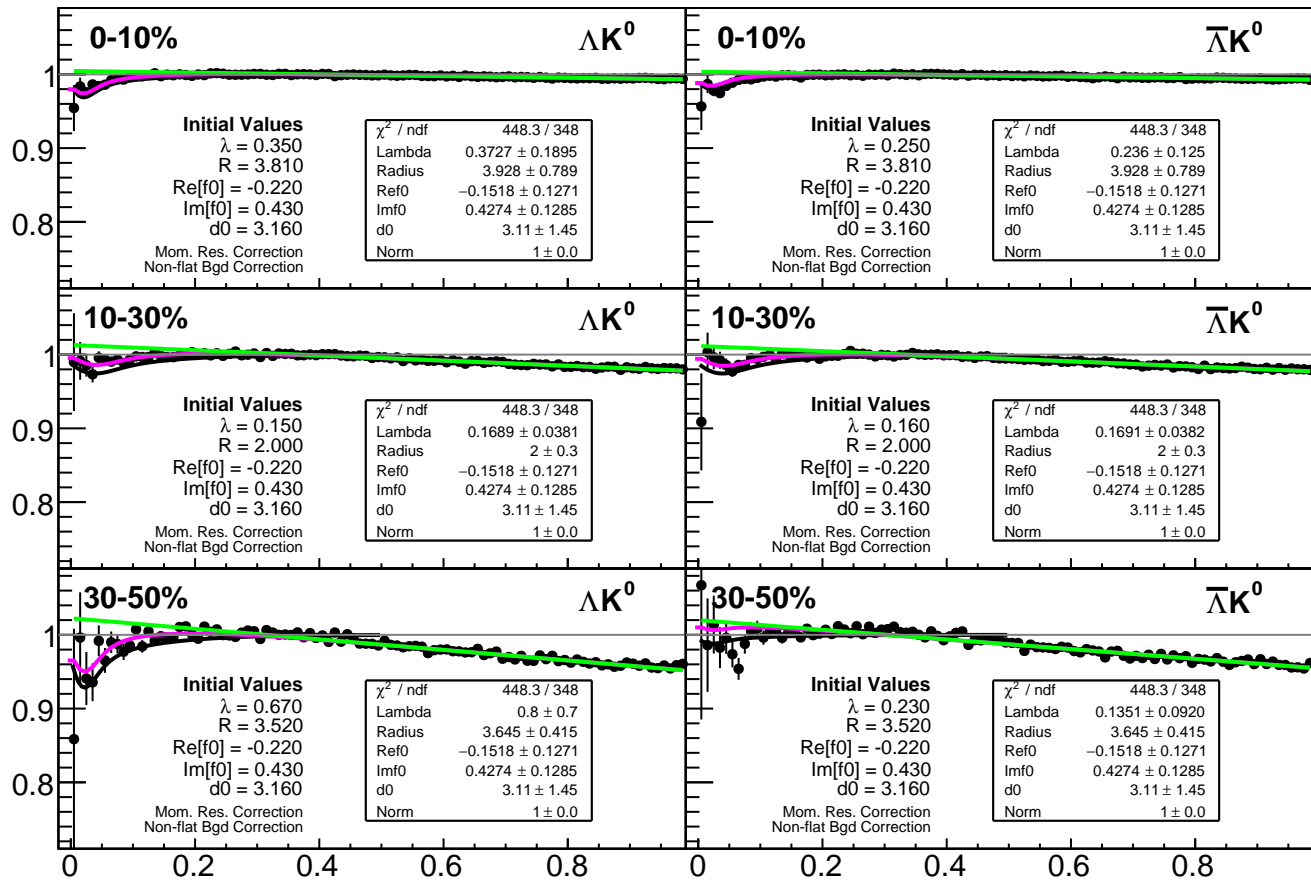 0-10% ΛK⁰
1
0.9
0.8
Initial Values
λ = 0.350
R = 3.810
Re[f0] = -0.220
Im[f0] = 0.430
d0 = 3.160
Mom. Res. Correction
Non-flat Bgd Correction
χ² / ndf 448.3 / 348
Lambda 0.3727 ± 0.1895
Radius 3.928 ± 0.789
Ref0 −0.1518 ± 0.1271
Imf0 0.4274 ± 0.1285
d0 3.11 ± 1.45
Norm 1 ± 0.0
0-10% Λ̅K⁰
Initial Values
λ = 0.250
R = 3.810
Re[f0] = -0.220
Im[f0] = 0.430
d0 = 3.160
Mom. Res. Correction
Non-flat Bgd Correction
χ² / ndf 448.3 / 348
Lambda 0.236 ± 0.125
Radius 3.928 ± 0.789
Ref0 −0.1518 ± 0.1271
Imf0 0.4274 ± 0.1285
d0 3.11 ± 1.45
Norm 1 ± 0.0
10-30% ΛK⁰
1
0.9
0.8
Initial Values
λ = 0.150
R = 2.000
Re[f0] = -0.220
Im[f0] = 0.430
d0 = 3.160
Mom. Res. Correction
Non-flat Bgd Correction
χ² / ndf 448.3 / 348
Lambda 0.1689 ± 0.0381
Radius 2 ± 0.3
Ref0 −0.1518 ± 0.1271
Imf0 0.4274 ± 0.1285
d0 3.11 ± 1.45
Norm 1 ± 0.0
10-30% Λ̅K⁰
Initial Values
λ = 0.160
R = 2.000
Re[f0] = -0.220
Im[f0] = 0.430
d0 = 3.160
Mom. Res. Correction
Non-flat Bgd Correction
χ² / ndf 448.3 / 348
Lambda 0.1691 ± 0.0382
Radius 2 ± 0.3
Ref0 −0.1518 ± 0.1271
Imf0 0.4274 ± 0.1285
d0 3.11 ± 1.45
Norm 1 ± 0.0
30-50% ΛK⁰
1
0.9
0.8
Initial Values
λ = 0.670
R = 3.520
Re[f0] = -0.220
Im[f0] = 0.430
d0 = 3.160
Mom. Res. Correction
Non-flat Bgd Correction
χ² / ndf 448.3 / 348
Lambda 0.8 ± 0.7
Radius 3.645 ± 0.415
Ref0 −0.1518 ± 0.1271
Imf0 0.4274 ± 0.1285
d0 3.11 ± 1.45
Norm 1 ± 0.0
30-50% Λ̅K⁰
Initial Values
λ = 0.230
R = 3.520
Re[f0] = -0.220
Im[f0] = 0.430
d0 = 3.160
Mom. Res. Correction
Non-flat Bgd Correction
χ² / ndf 448.3 / 348
Lambda 0.1351 ± 0.0920
Radius 3.645 ± 0.415
Ref0 −0.1518 ± 0.1271
Imf0 0.4274 ± 0.1285
d0 3.11 ± 1.45
Norm 1 ± 0.0
0 0.2 0.4 0.6 0.8 0 0.2 0.4 0.6 0.8